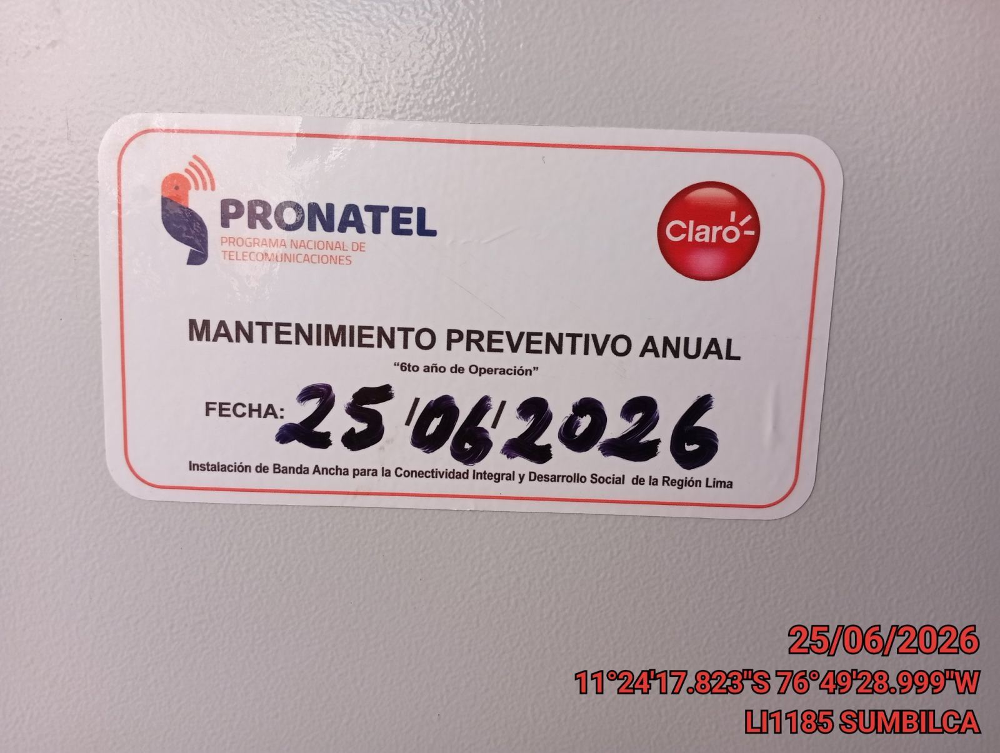 PRONATEL
PROGRAMA NACIONAL DE
TELECOMUNICACIONES
Claro
MANTENIMIENTO PREVENTIVO ANUAL
“6to año de Operación”
FECHA: 25/06/2026
Instalación de Banda Ancha para la Conectividad Integral y Desarrollo Social de la Región Lima
25/06/2026
11°24'17.823"S 76°49'28.999"W
LI1185 SUMBILCA